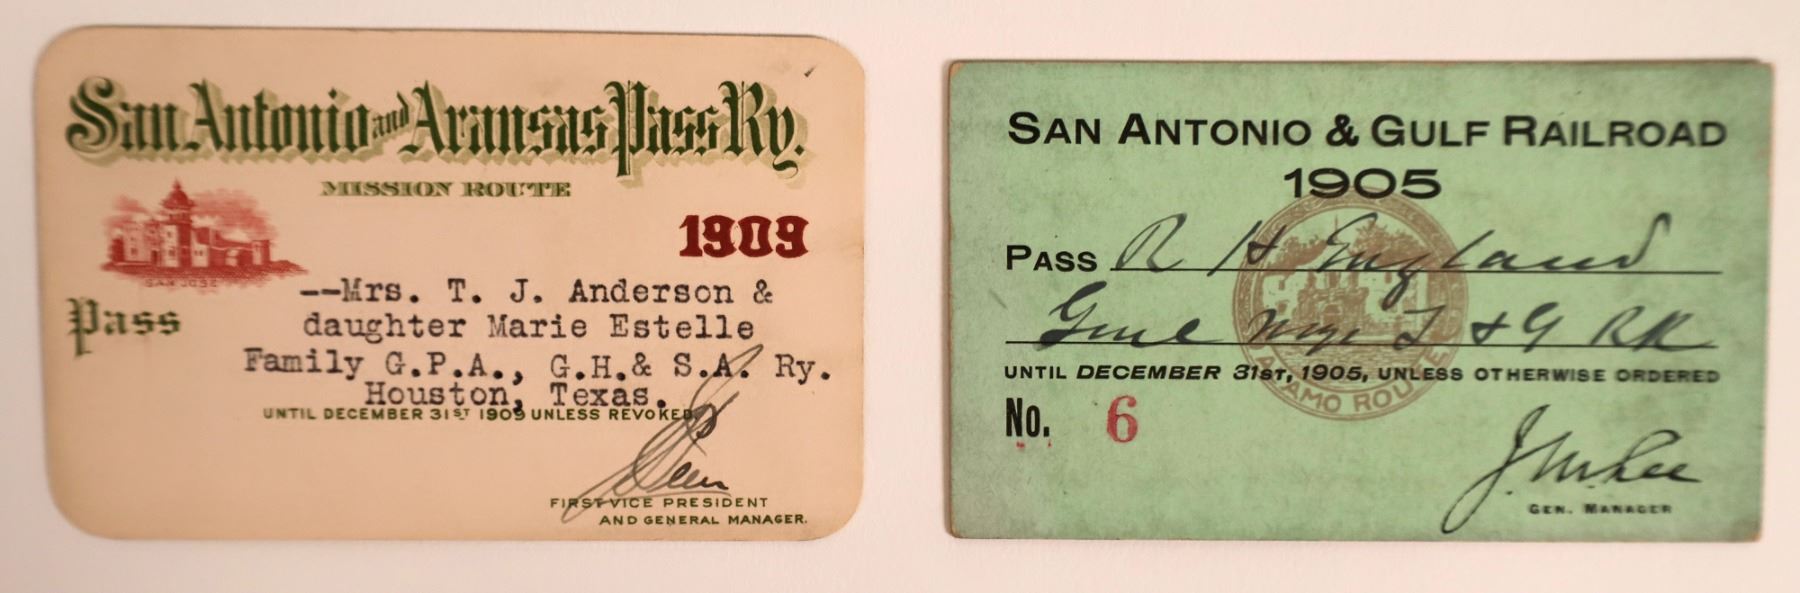 San Antonio and Aransas Pass Ry.
MISSION ROUTE
1909
SAN JOSE
Pass
--Mrs. T. J. Anderson &
daughter Marie Estelle
Family G.P.A., G.H.& S.A. Ry.
Houston, Texas.
UNTIL DECEMBER 31ST 1909 UNLESS REVOKED
FIRST VICE PRESIDENT
AND GENERAL MANAGER.
SAN ANTONIO & GULF RAILROAD
1905
PASS R H England
Genl Mgr I & G RR
UNTIL DECEMBER 31ST, 1905, UNLESS OTHERWISE ORDERED
ALAMO ROUTE
No. 6
J. M. Lee
GEN. MANAGER